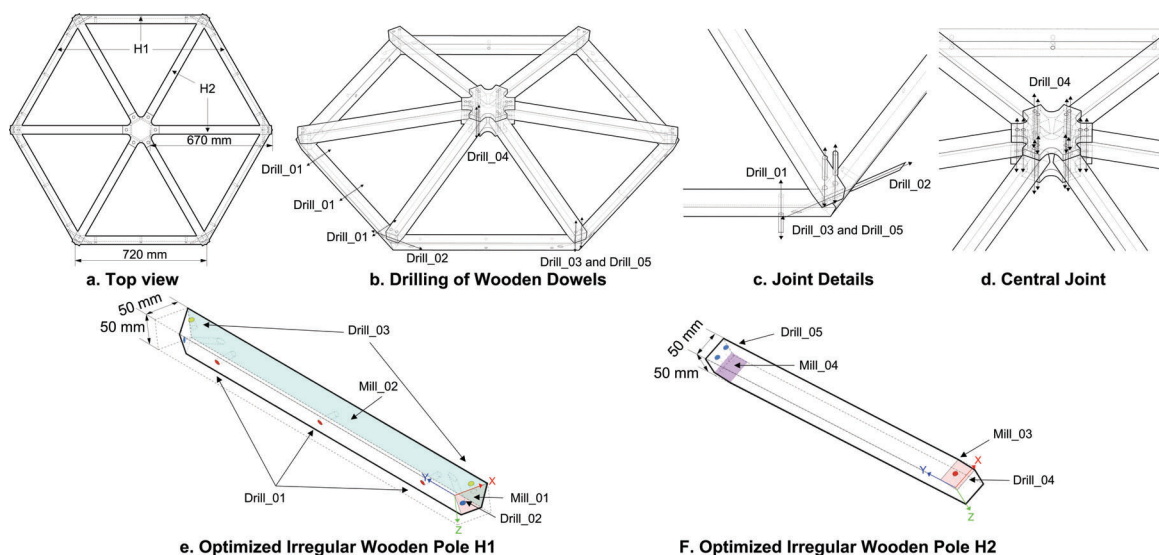 H1
H2
670 mm
720 mm
a. Top view
Drill_04
Drill_01
Drill_01
Drill_01
Drill_02
Drill_03 and Drill_05
b. Drilling of Wooden Dowels
Drill_01
Drill_02
Drill_03 and Drill_05
c. Joint Details
Drill_04
d. Central Joint
50 mm
50 mm
Drill_03
Mill_02
Y
X
Mill_01
Drill_02
Drill_01
Z
e. Optimized Irregular Wooden Pole H1
50 mm
50 mm
Drill_05
Mill_04
Mill_03
X
Y
Drill_04
Z
F. Optimized Irregular Wooden Pole H2